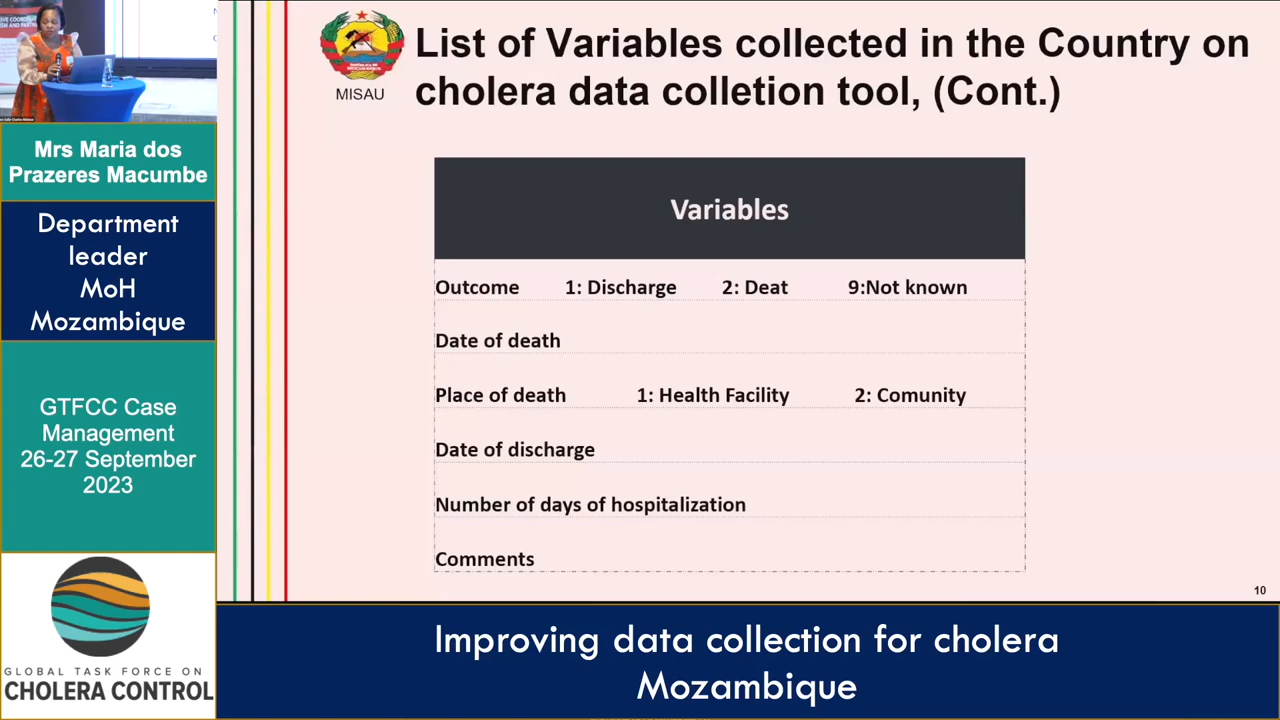 Mrs Maria dos
Prazeres Macumbe
Department
leader
MoH
Mozambique
GTFCC Case
Management
26-27 September
2023
GLOBAL TASK FORCE ON
CHOLERA CONTROL
MISAU
List of Variables collected in the Country on
cholera data colletion tool, (Cont.)
Variables
Outcome 1: Discharge 2: Deat 9:Not known
Date of death
Place of death 1: Health Facility 2: Comunity
Date of discharge
Number of days of hospitalization
Comments
10
Improving data collection for cholera
Mozambique